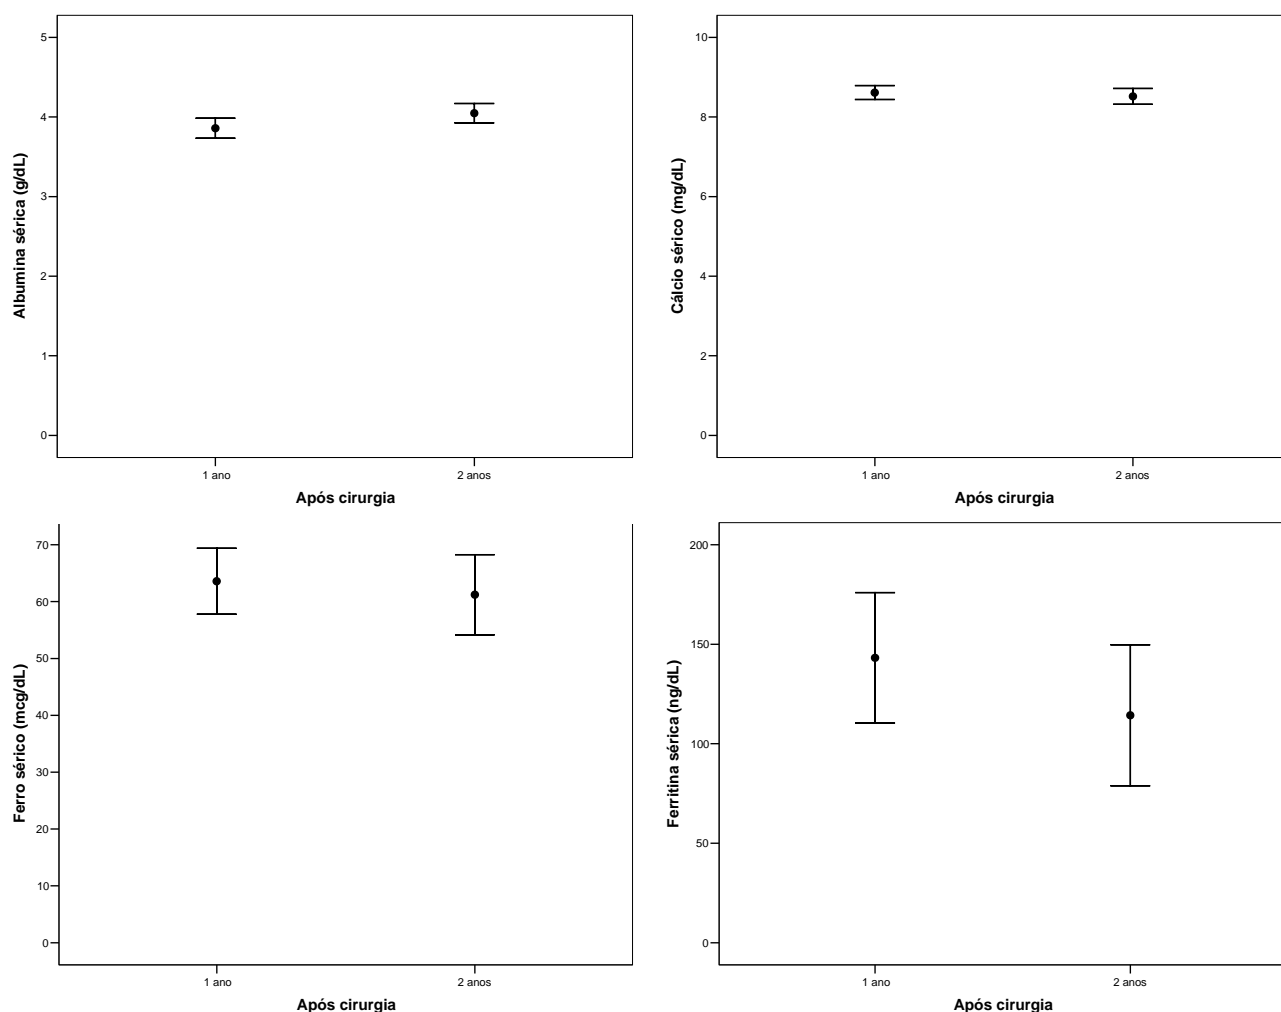 Albumina sérica (g/dL)
5
4
3
2
1
0
1 ano
2 anos
Após cirurgia
Cálcio sérico (mg/dL)
10
8
6
4
2
0
1 ano
2 anos
Após cirurgia
Ferro sérico (mcg/dL)
70
60
50
40
30
20
10
0
1 ano
2 anos
Após cirurgia
Ferritina sérica (ng/dL)
200
150
100
50
0
1 ano
2 anos
Após cirurgia